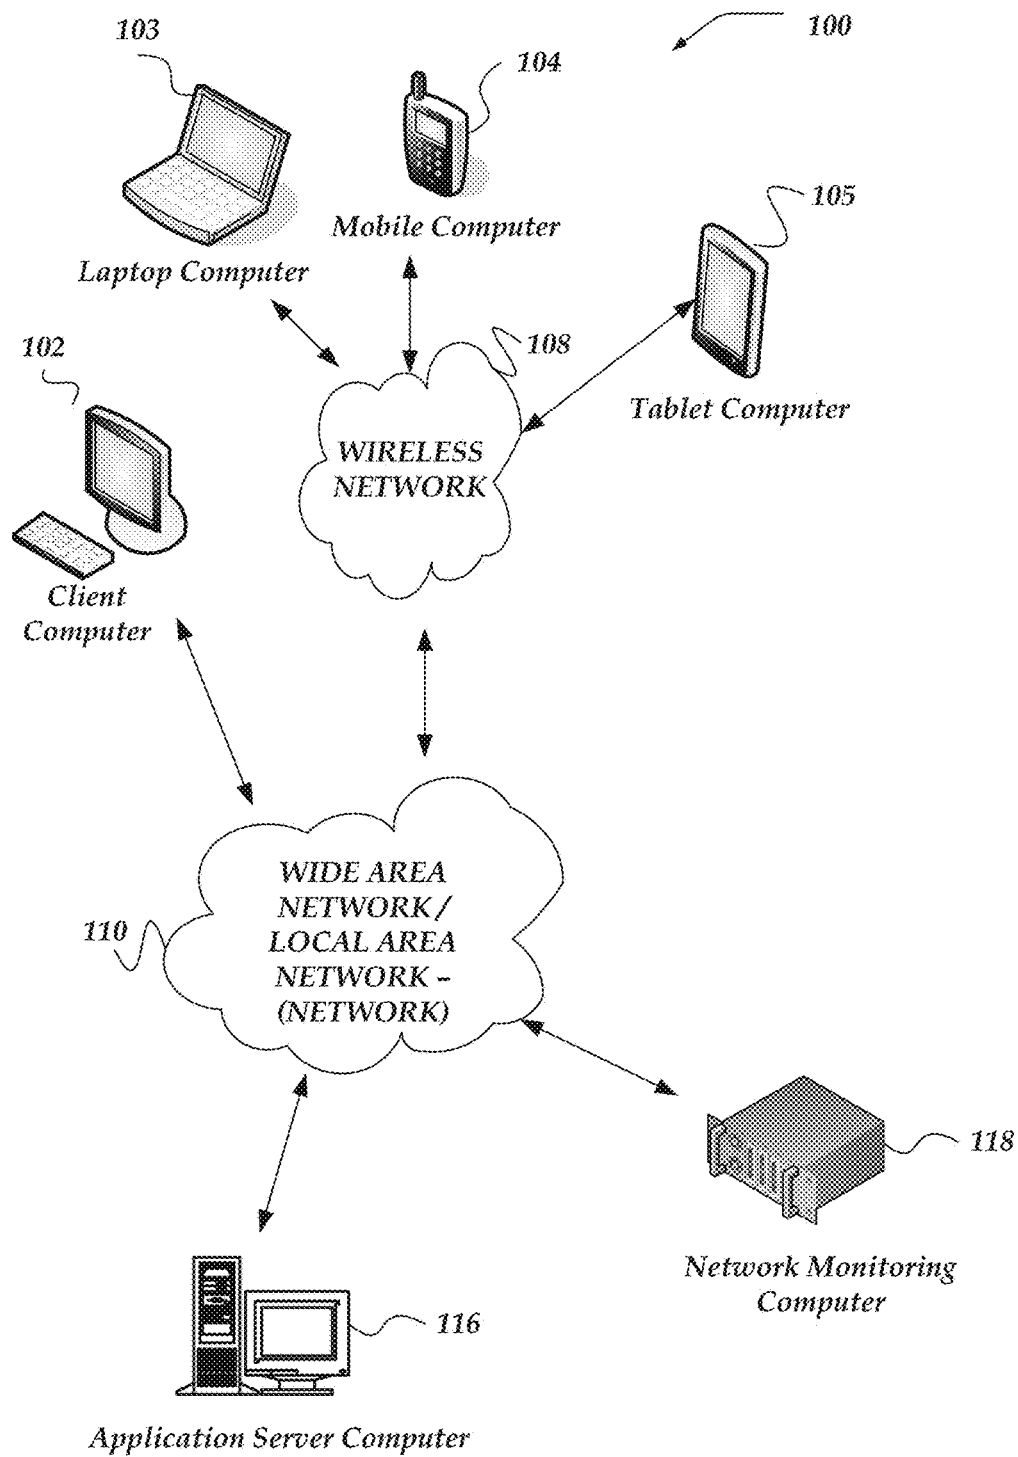 100
103
104
Mobile Computer
105
Laptop Computer
108
102
Tablet Computer
WIRELESS
NETWORK
Client
Computer
WIDE AREA
NETWORK /
LOCAL AREA
NETWORK –
(NETWORK)
110
118
Network Monitoring
Computer
116
Application Server Computer